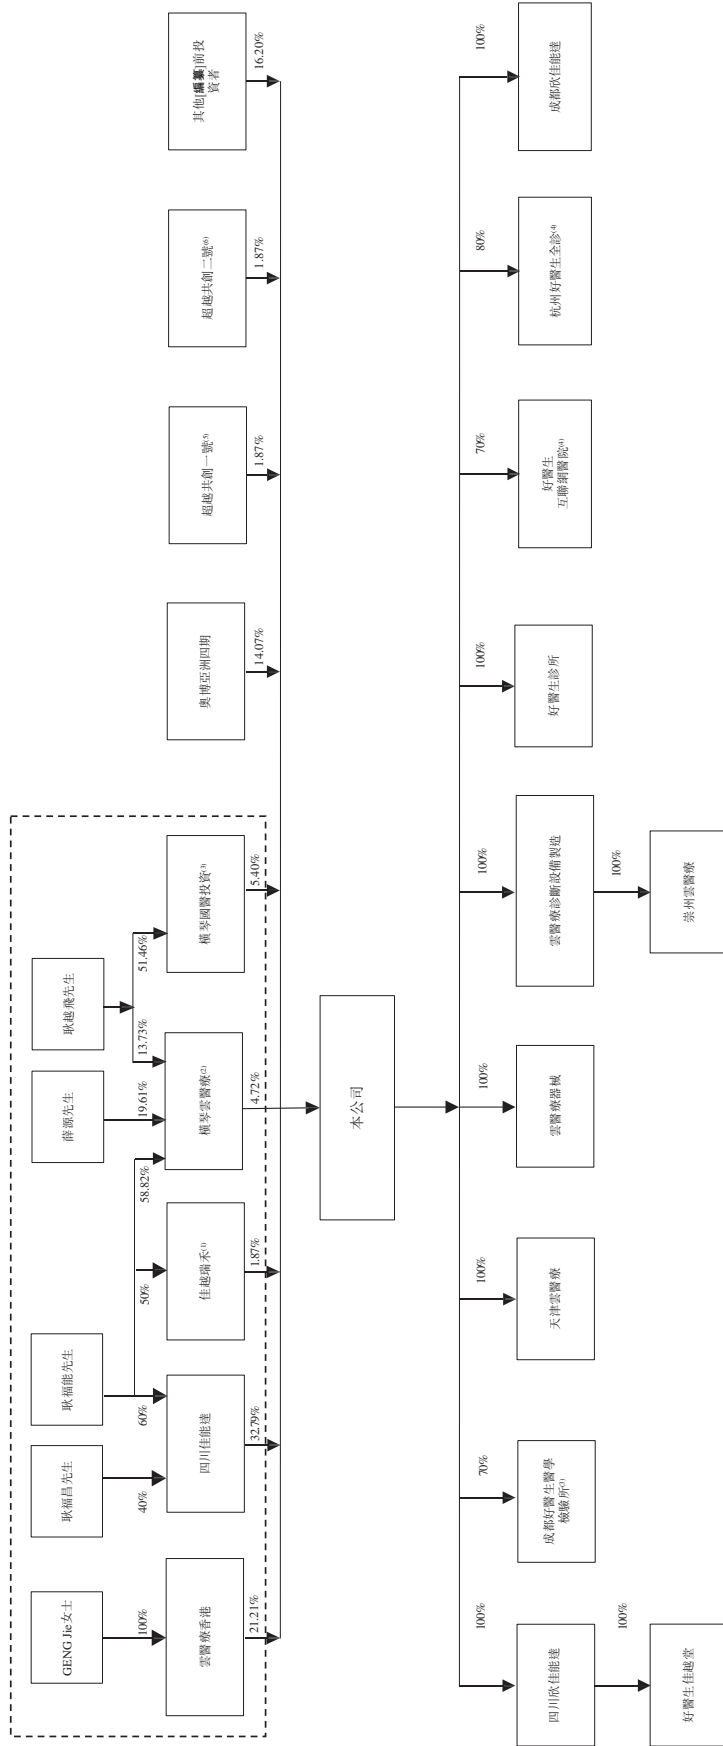 GENG Jie女士
耿福昌先生
耿福能先生
薛源先生
耿越飛先生
100%
40%
60%
50%
58.82%
19.61%
13.73%
51.46%
雲醫療香港
四川佳能達
佳越瑞禾(1)
橫琴雲醫療(2)
橫琴國醫投資(3)
奧博亞洲四期
超越共創一號(5)
超越共創二號(6)
其他[編纂]前投
資者
21.21%
32.79%
1.87%
4.72%
5.40%
14.07%
1.87%
1.87%
16.20%
本公司
100%
70%
100%
100%
100%
100%
70%
80%
100%
四川欣佳能達
成都好醫生醫學
檢驗所(3)
天津雲醫療
雲醫療器械
雲醫療診斷設備製造
好醫生診所
好醫生
互聯網醫院(4)
杭州好醫生全診(4)
成都欣佳能達
100%
100%
好醫生佳越堂
崇州雲醫療